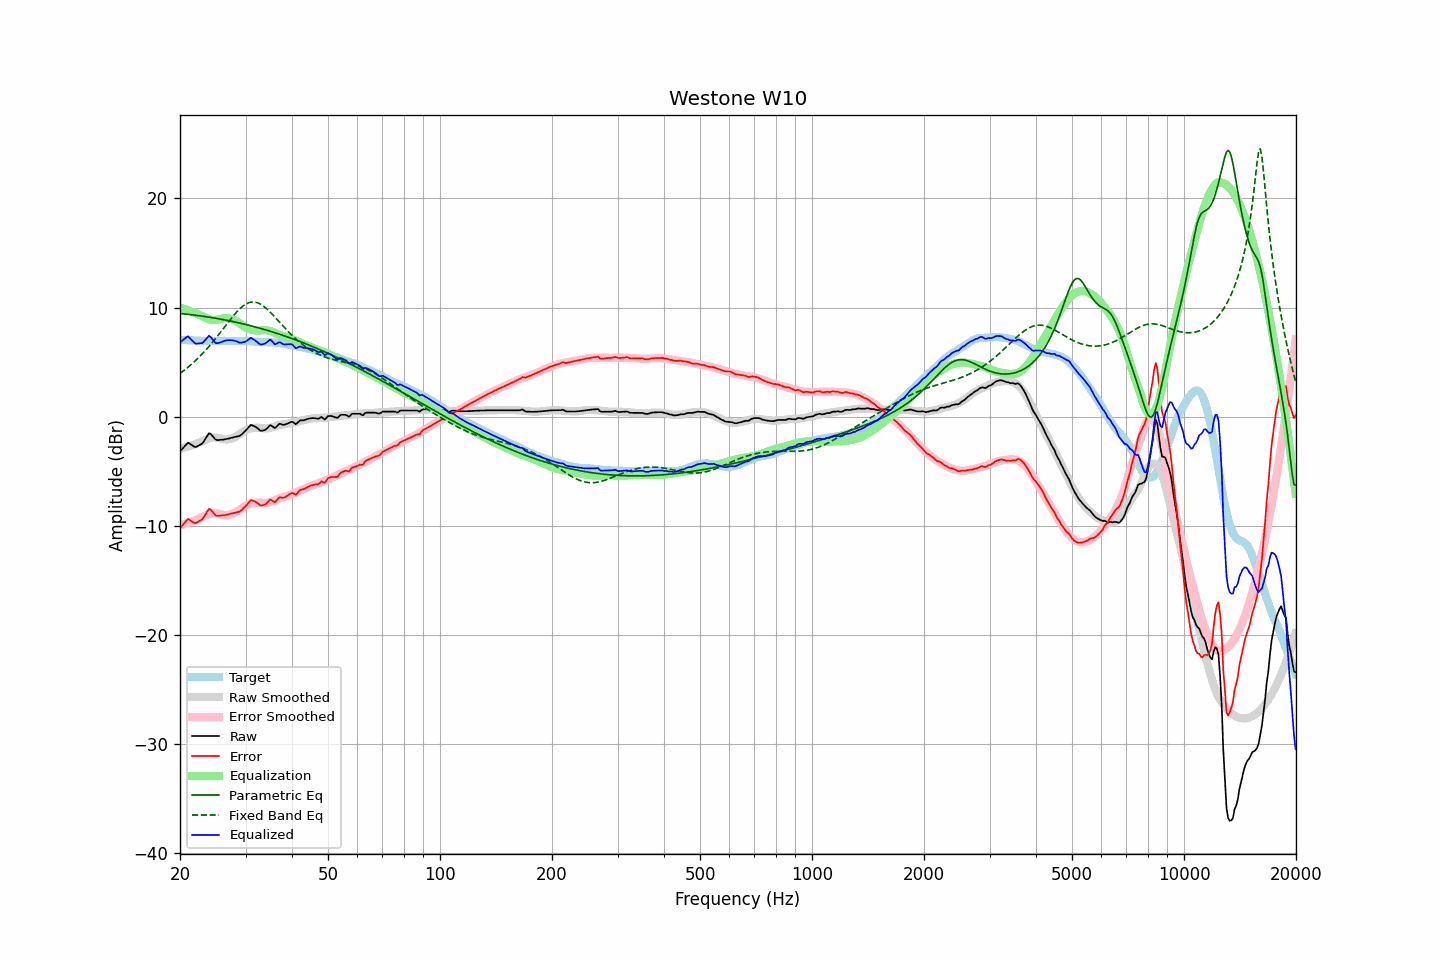 Westone W10
Amplitude (dBr)
20
10
0
−10
−20
−30
−40
Target
Raw Smoothed
Error Smoothed
Raw
Error
Equalization
Parametric Eq
Fixed Band Eq
Equalized
20 50 100 200 500 1000 2000 5000 10000 20000
Frequency (Hz)